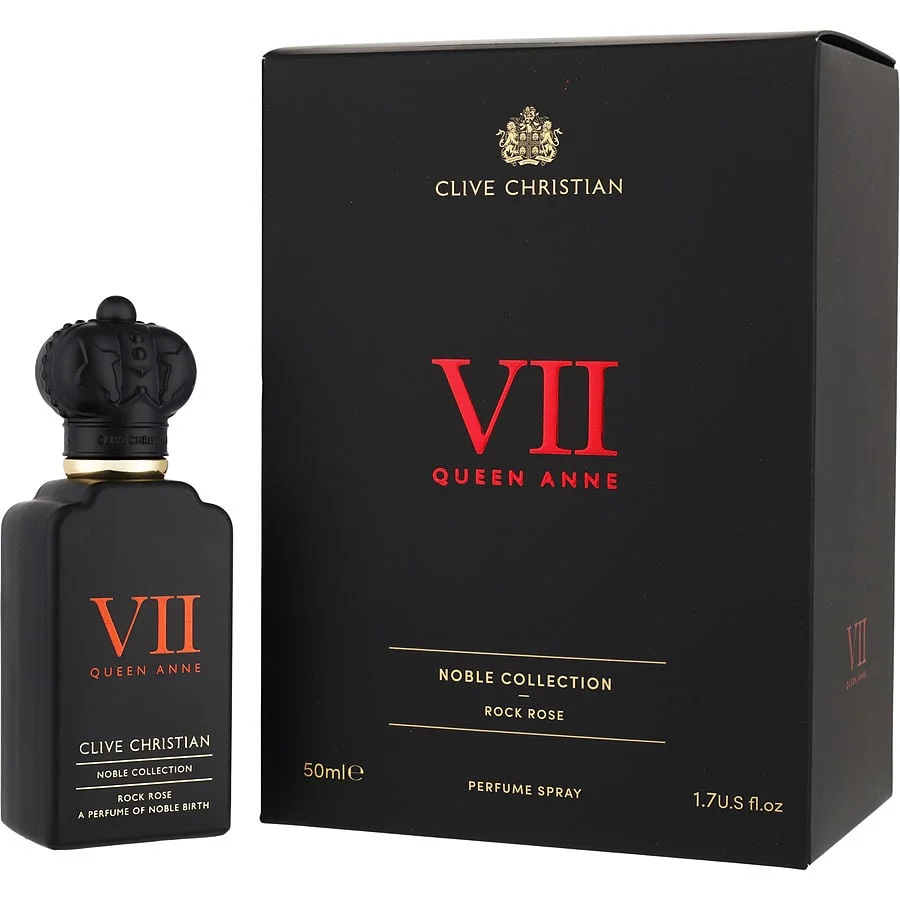 CLIVE CHRISTIAN
VII
QUEEN ANNE
NOBLE COLLECTION
ROCK ROSE
50ml℮
PERFUME SPRAY
1.7U.S fl.oz
VII
QUEEN ANNE
VII
QUEEN ANNE
CLIVE CHRISTIAN
NOBLE COLLECTION
ROCK ROSE
A PERFUME OF NOBLE BIRTH